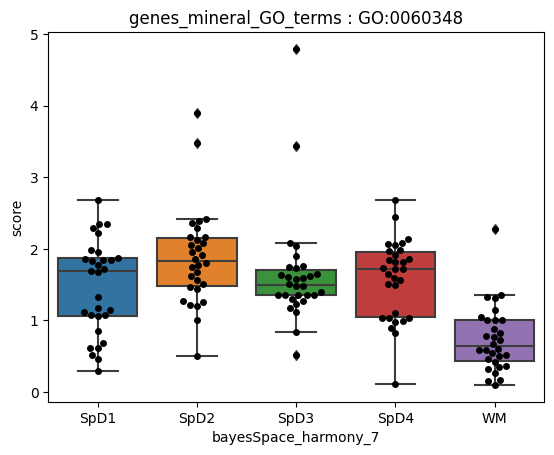 genes_mineral_GO_terms : GO:0060348
5
4
3
2
1
0
score
SpD1 SpD2 SpD3 SpD4 WM
bayesSpace_harmony_7